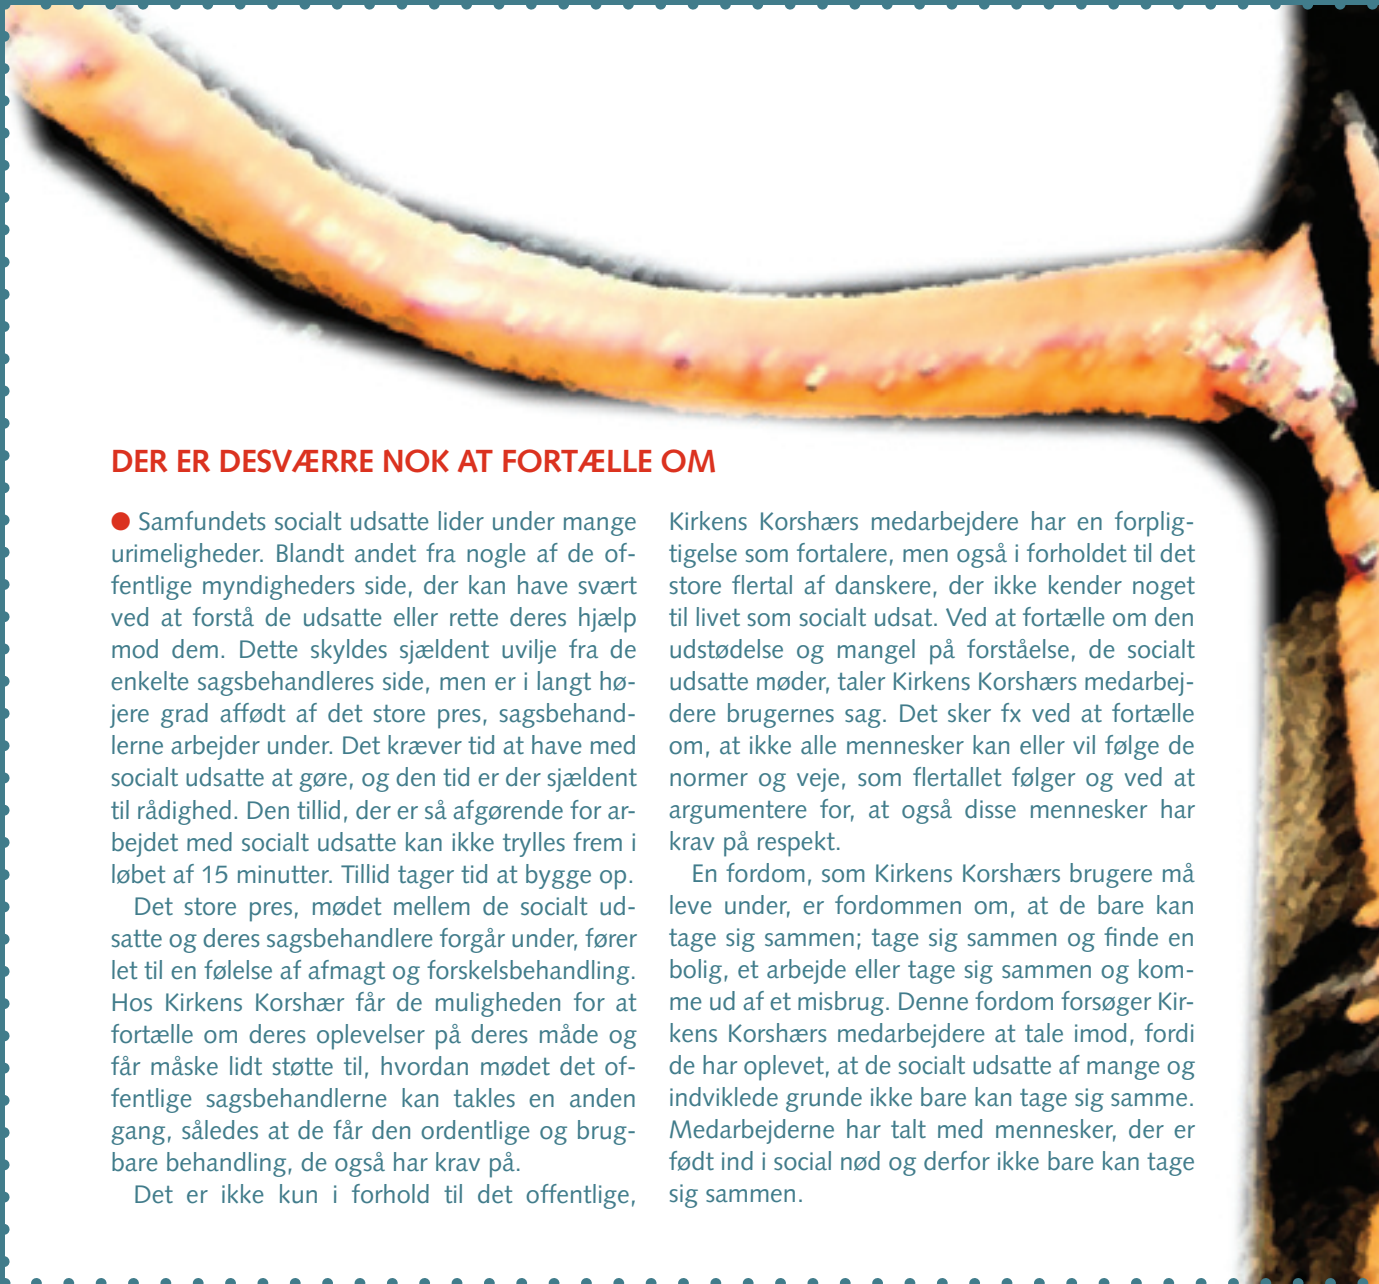 DER ER DESVÆRRE NOK AT FORTÆLLE OM
● Samfundets socialt udsatte lider under mange
urimeligheder. Blandt andet fra nogle af de of-
fentlige myndigheders side, der kan have svært
ved at forstå de udsatte eller rette deres hjælp
mod dem. Dette skyldes sjældent uvilje fra de
enkelte sagsbehandleres side, men er i langt hø-
jere grad affødt af det store pres, sagsbehand-
lerne arbejder under. Det kræver tid at have med
socialt udsatte at gøre, og den tid er der sjældent
til rådighed. Den tillid, der er så afgørende for ar-
bejdet med socialt udsatte kan ikke trylles frem i
løbet af 15 minutter. Tillid tager tid at bygge op.
Det store pres, mødet mellem de socialt ud-
satte og deres sagsbehandlere forgår under, fører
let til en følelse af afmagt og forskelsbehandling.
Hos Kirkens Korshær får de muligheden for at
fortælle om deres oplevelser på deres måde og
får måske lidt støtte til, hvordan mødet det of-
fentlige sagsbehandlerne kan takles en anden
gang, således at de får den ordentlige og brug-
bare behandling, de også har krav på.
Det er ikke kun i forhold til det offentlige,
Kirkens Korshærs medarbejdere har en forplig-
tigelse som fortalere, men også i forholdet til det
store flertal af danskere, der ikke kender noget
til livet som socialt udsat. Ved at fortælle om den
udstødelse og mangel på forståelse, de socialt
udsatte møder, taler Kirkens Korshærs medarbej-
dere brugernes sag. Det sker fx ved at fortælle
om, at ikke alle mennesker kan eller vil følge de
normer og veje, som flertallet følger og ved at
argumentere for, at også disse mennesker har
krav på respekt.
En fordom, som Kirkens Korshærs brugere må
leve under, er fordommen om, at de bare kan
tage sig sammen; tage sig sammen og finde en
bolig, et arbejde eller tage sig sammen og kom-
me ud af et misbrug. Denne fordom forsøger Kir-
kens Korshærs medarbejdere at tale imod, fordi
de har oplevet, at de socialt udsatte af mange og
indviklede grunde ikke bare kan tage sig samme.
Medarbejderne har talt med mennesker, der er
født ind i social nød og derfor ikke bare kan tage
sig sammen.